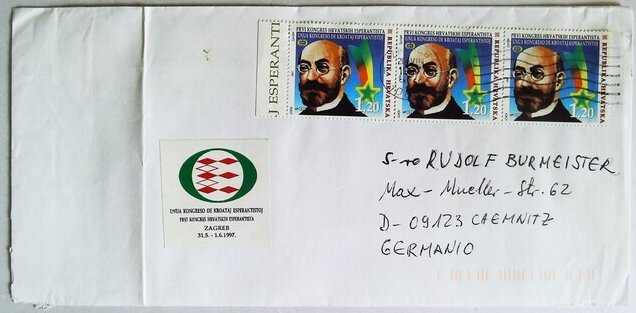 J ESPERANTI
PRVI KONGRES HRVATSKIH ESPERANTISTA
UNUA KONGRESO DE KROATAJ ESPERANTISTOJ
REPUBLIKA HRVATSKA
1,20
PRVI KONGRES HRVATSKIH ESPERANTISTA
UNUA KONGRESO DE KROATAJ ESPERANTISTOJ
REPUBLIKA HRVATSKA
1,20
PRVI KONGRES HRVATSKIH ESPERANTISTA
UNUA KONGRESO DE KROATAJ ESPERANTISTOJ
REPUBLIKA HRVATSKA
1,20
S-ro RUDOLF BURMEISTER
Max-Mueller-Str. 62
D-09123 CHEMNITZ
GERMANIO
UNUA KONGRESO DE KROATAJ ESPERANTISTOJ
PRVI KONGRES HRVATSKIH ESPERANTISTA
ZAGREB
31.5. - 1.6.1997.